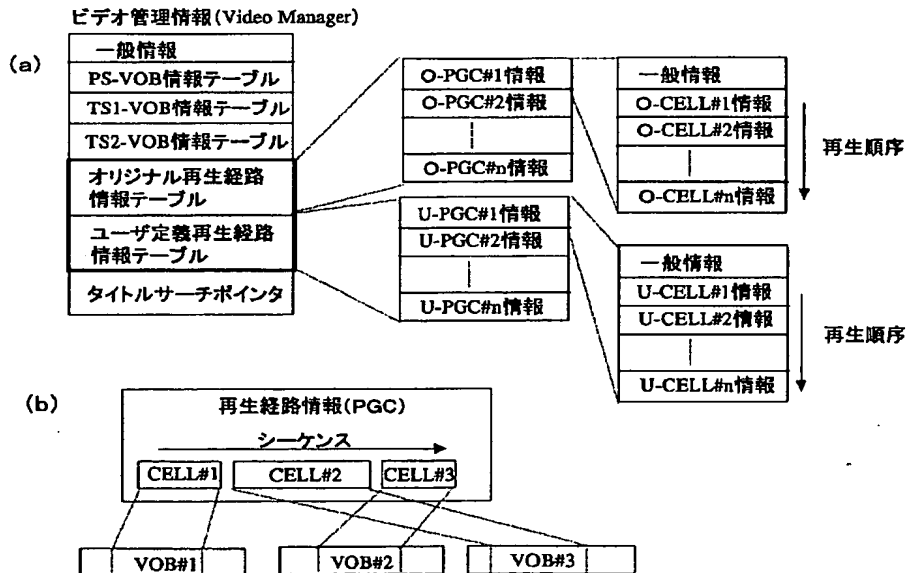 ビデオ管理情報(Video Manager)
(a)
一般情報
PS-VOB情報テーブル
TS1-VOB情報テーブル
TS2-VOB情報テーブル
オリジナル再生経路
情報テーブル
ユーザ定義再生経路
情報テーブル
タイトルサーチポインタ
O-PGC#1情報
O-PGC#2情報
O-PGC#n情報
U-PGC#1情報
U-PGC#2情報
U-PGC#n情報
一般情報
O-CELL#1情報
O-CELL#2情報
O-CELL#n情報
再生順序
一般情報
U-CELL#1情報
U-CELL#2情報
U-CELL#n情報
再生順序
(b)
再生経路情報(PGC)
シーケンス
CELL#1 CELL#2 CELL#3
VOB#1 VOB#2 VOB#3